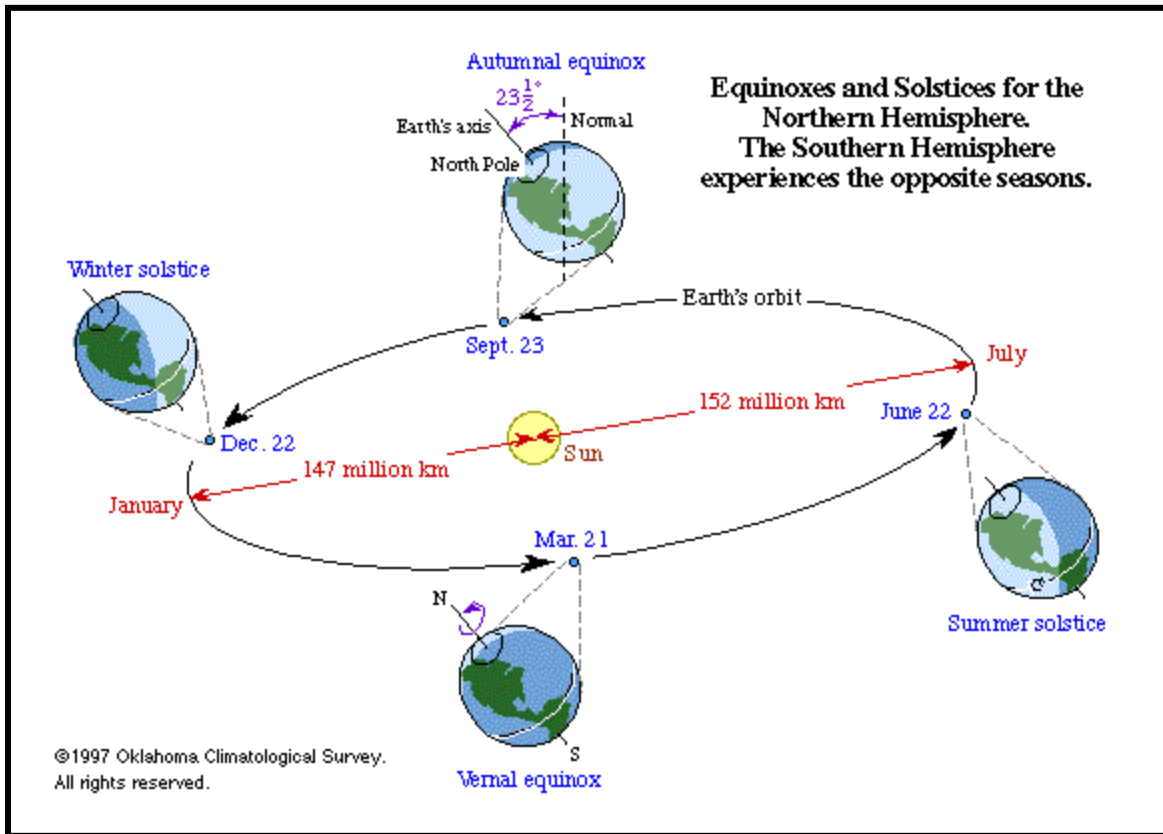 Autumnal equinox
23½°
Earth's axis
Normal
North Pole
Equinoxes and Solstices for the
Northern Hemisphere.
The Southern Hemisphere
experiences the opposite seasons.
Winter solstice
Earth's orbit
Sept. 23
July
152 million km
June 22
Dec. 22
Sun
147 million km
January
Mar. 21
N
Summer solstice
S
©1997 Oklahoma Climatological Survey.
All rights reserved.
Vernal equinox